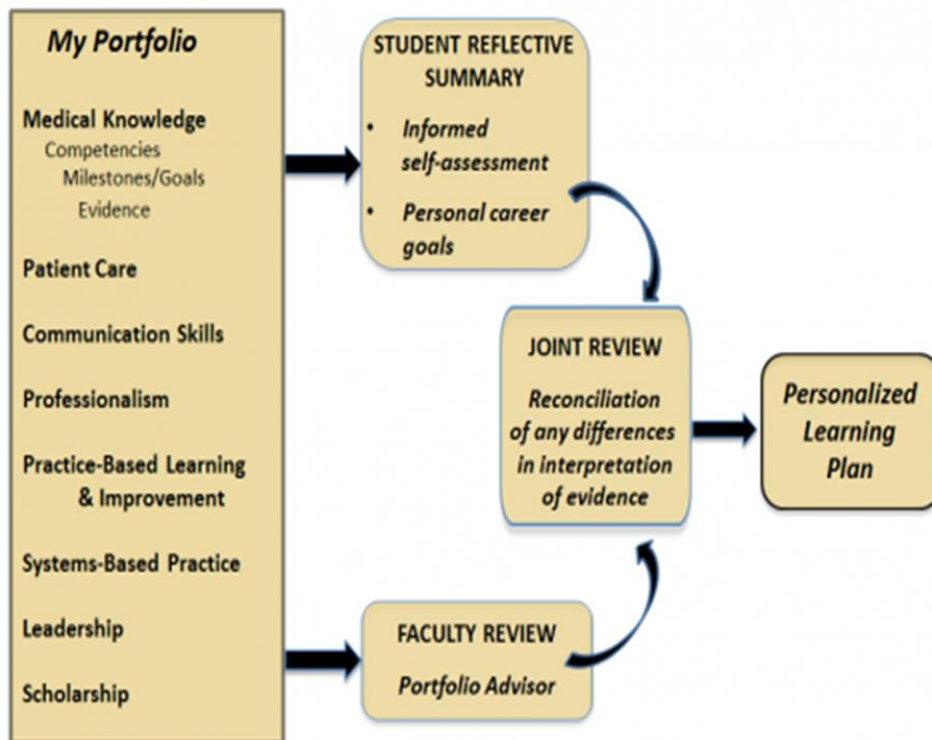 My Portfolio
Medical Knowledge
Competencies
Milestones/Goals
Evidence
Patient Care
Communication Skills
Professionalism
Practice-Based Learning
& Improvement
Systems-Based Practice
Leadership
Scholarship
STUDENT REFLECTIVE
SUMMARY
• Informed
self-assessment
• Personal career
goals
FACULTY REVIEW
Portfolio Advisor
JOINT REVIEW
Reconciliation
of any differences
in interpretation
of evidence
Personalized
Learning
Plan